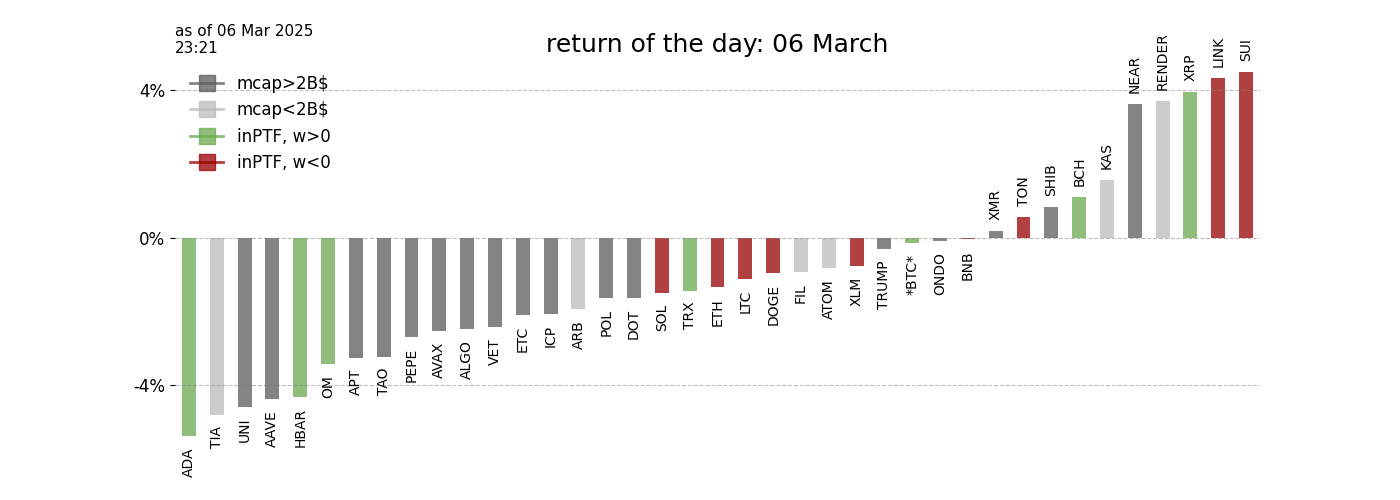 as of 06 Mar 2025
23:21
return of the day: 06 March
mcap>2B$
mcap<2B$
inPTF, w>0
inPTF, w<0
4%
0%
-4%
ADA
TIA
UNI
AAVE
HBAR
OM
APT
TAO
PEPE
AVAX
ALGO
VET
ETC
ICP
ARB
POL
DOT
SOL
TRX
ETH
LTC
DOGE
FIL
ATOM
XLM
TRUMP
*BTC*
ONDO
BNB
XMR
TON
SHIB
BCH
KAS
NEAR
RENDER
XRP
LINK
SUI